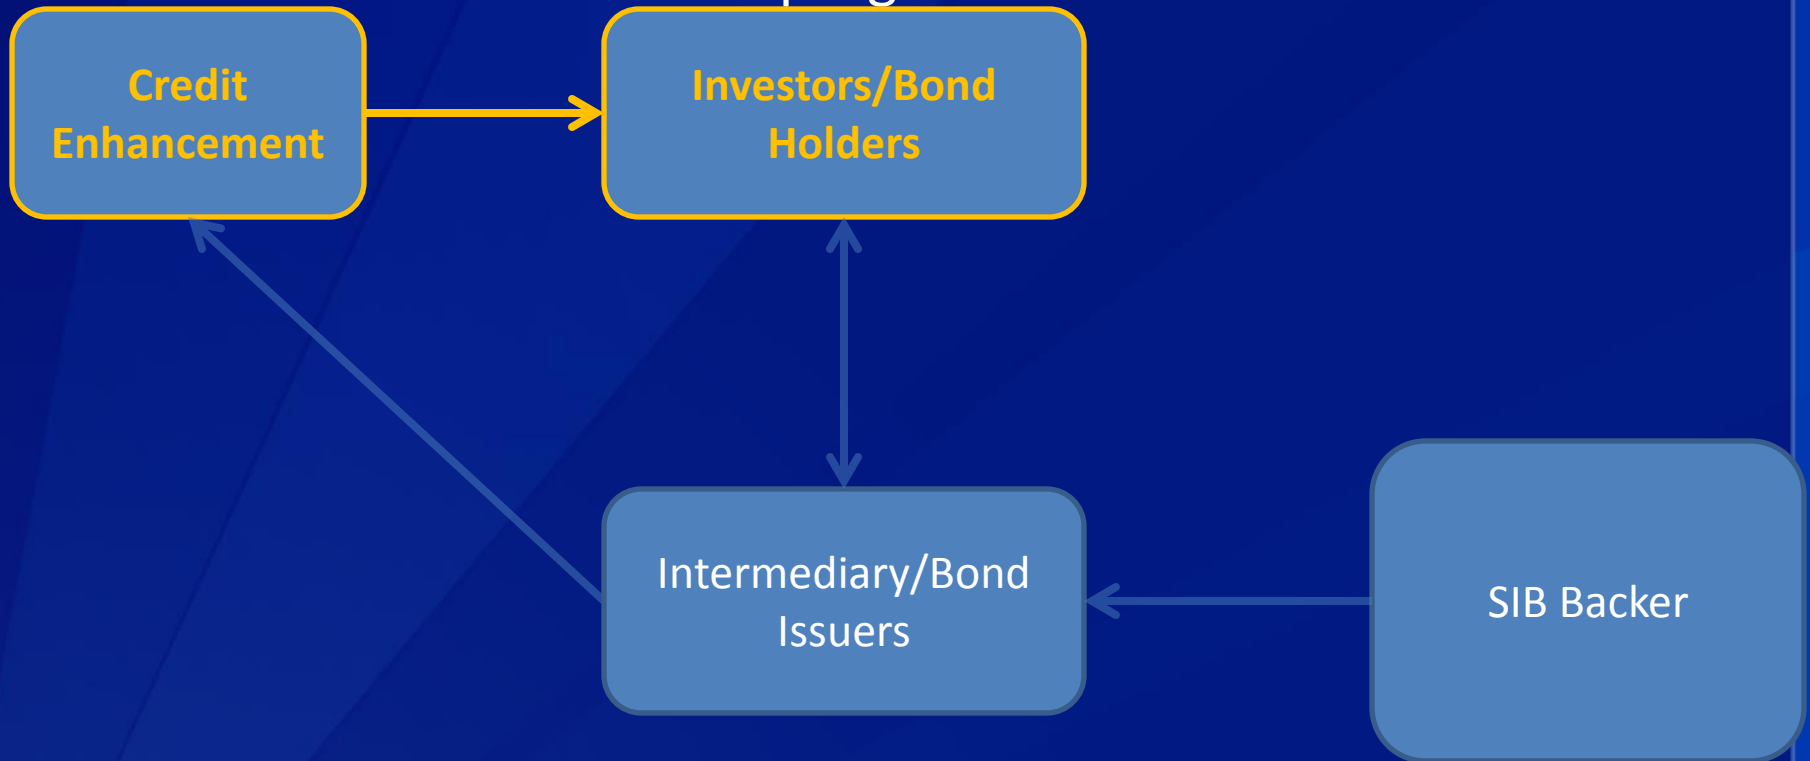 Credit
Enhancement
Investors/Bond
Holders
Intermediary/Bond
Issuers
SIB Backer